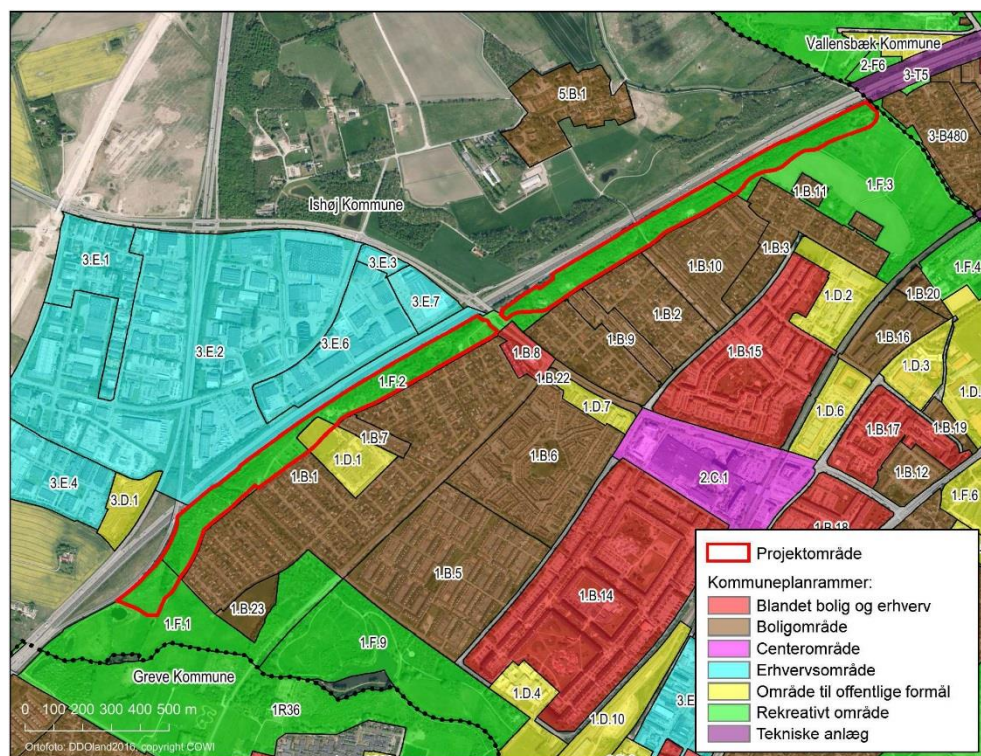 Vallensbæk Kommune
2-F6
3-T5
5.B.1
3-B480
1.F.3
1.B.11
Ishøj Kommune
3.E.1
3.E.3
3.E.7
3.E.2
3.E.6
1.B.3
1.B.10
1.D.2
1.F.4
1.B.20
1.B.2
1.B.16
1.B.9
1.B.8
1.B.15
1.D.3
1.F.2
1.B.22
1.D.
1.D.7
1.D.6
1.B.7
1.D.1
1.B.17
1.B.19
1.B.6
1.B.1
2.C.1
1.B.12
3.E.4
3.D.1
1.F.6
1.B.18
1.B.5
1.B.14
1.B.23
1.F.1
1.F.9
Greve Kommune
1R36
1.D.4
1.D.10
3.E
0 100 200 300 400 500 m
Ortofoto: DDOland2016, copyright COWI
Projektområde
Kommuneplanrammer:
Blandet bolig og erhverv
Boligområde
Centerområde
Erhvervsområde
Område til offentlige formål
Rekreativt område
Tekniske anlæg